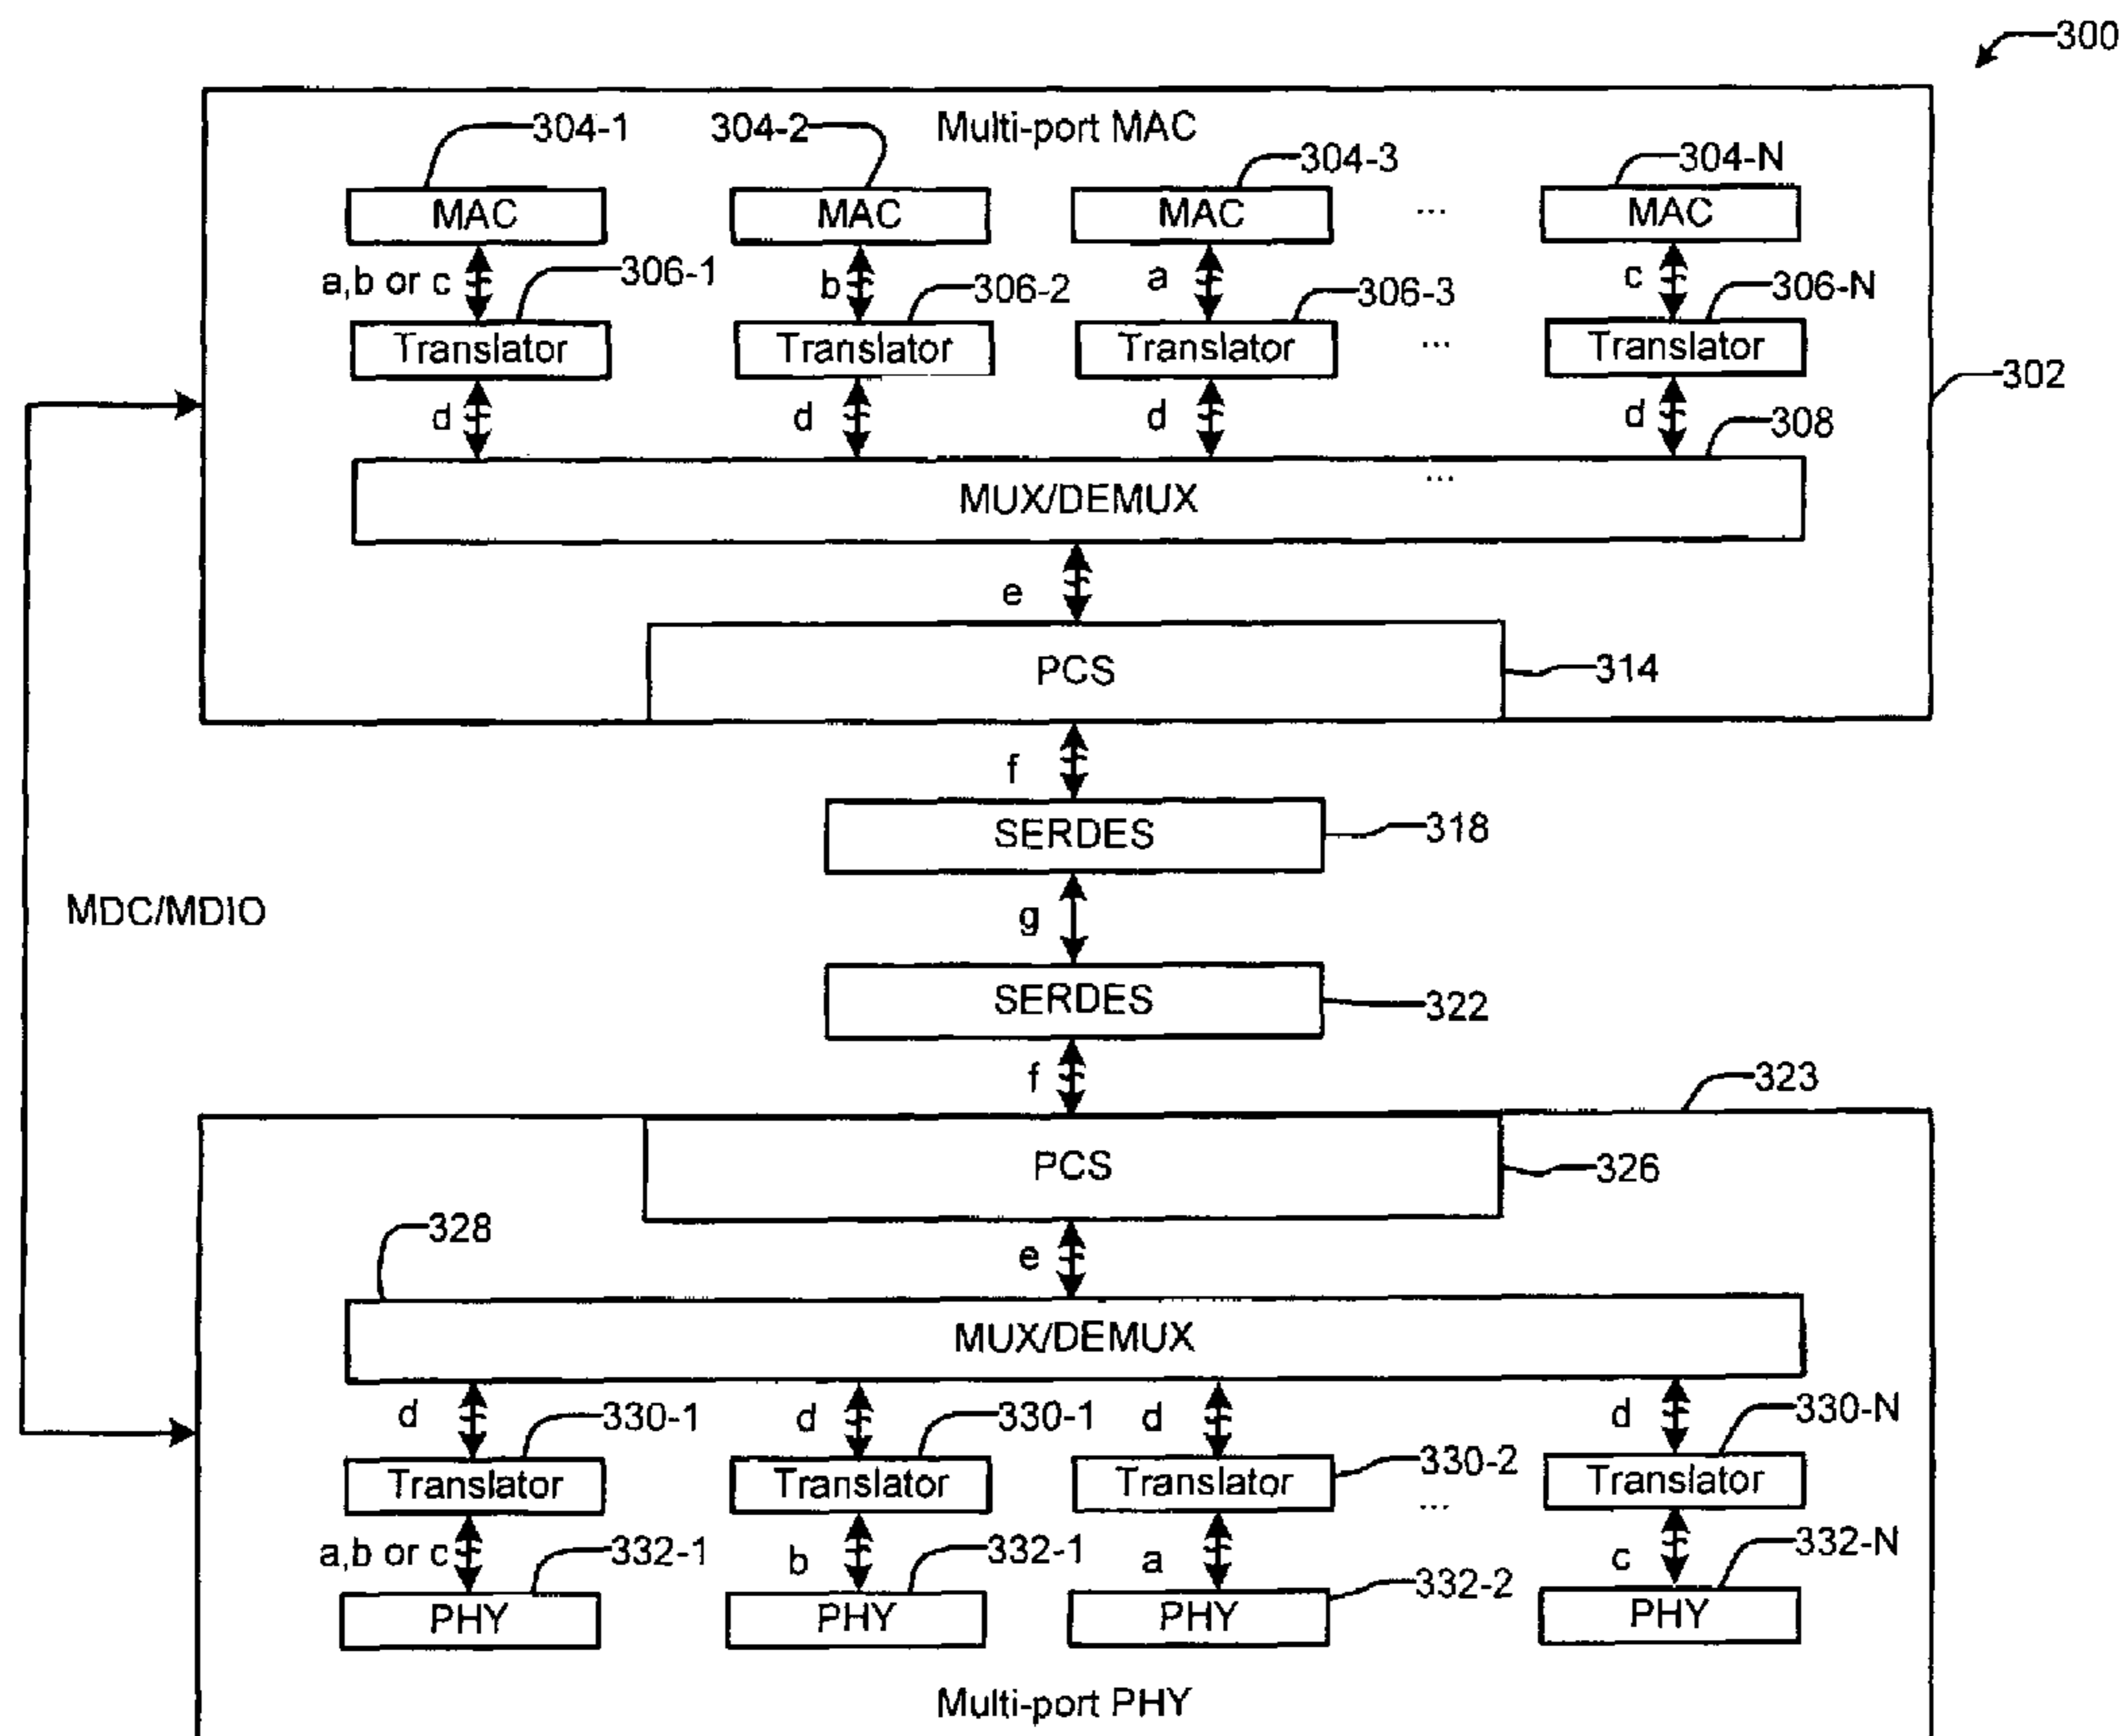 300
Multi-port MAC
304-1 304-2 304-3 304-N
MAC MAC MAC ... MAC
a,b or c 306-1 b 306-2 a 306-3 c 306-N
Translator Translator Translator ... Translator
302
d d d d 308
MUX/DEMUX ...
e
PCS 314
f
SERDES 318
MDC/MDIO
g
SERDES 322
f
323
PCS 326
328
e
MUX/DEMUX
d 330-1 d 330-1 d 330-2 d 330-N
Translator Translator Translator ... Translator
a,b or c 332-1 b 332-1 a 332-2 c 332-N
PHY PHY PHY PHY
Multi-port PHY